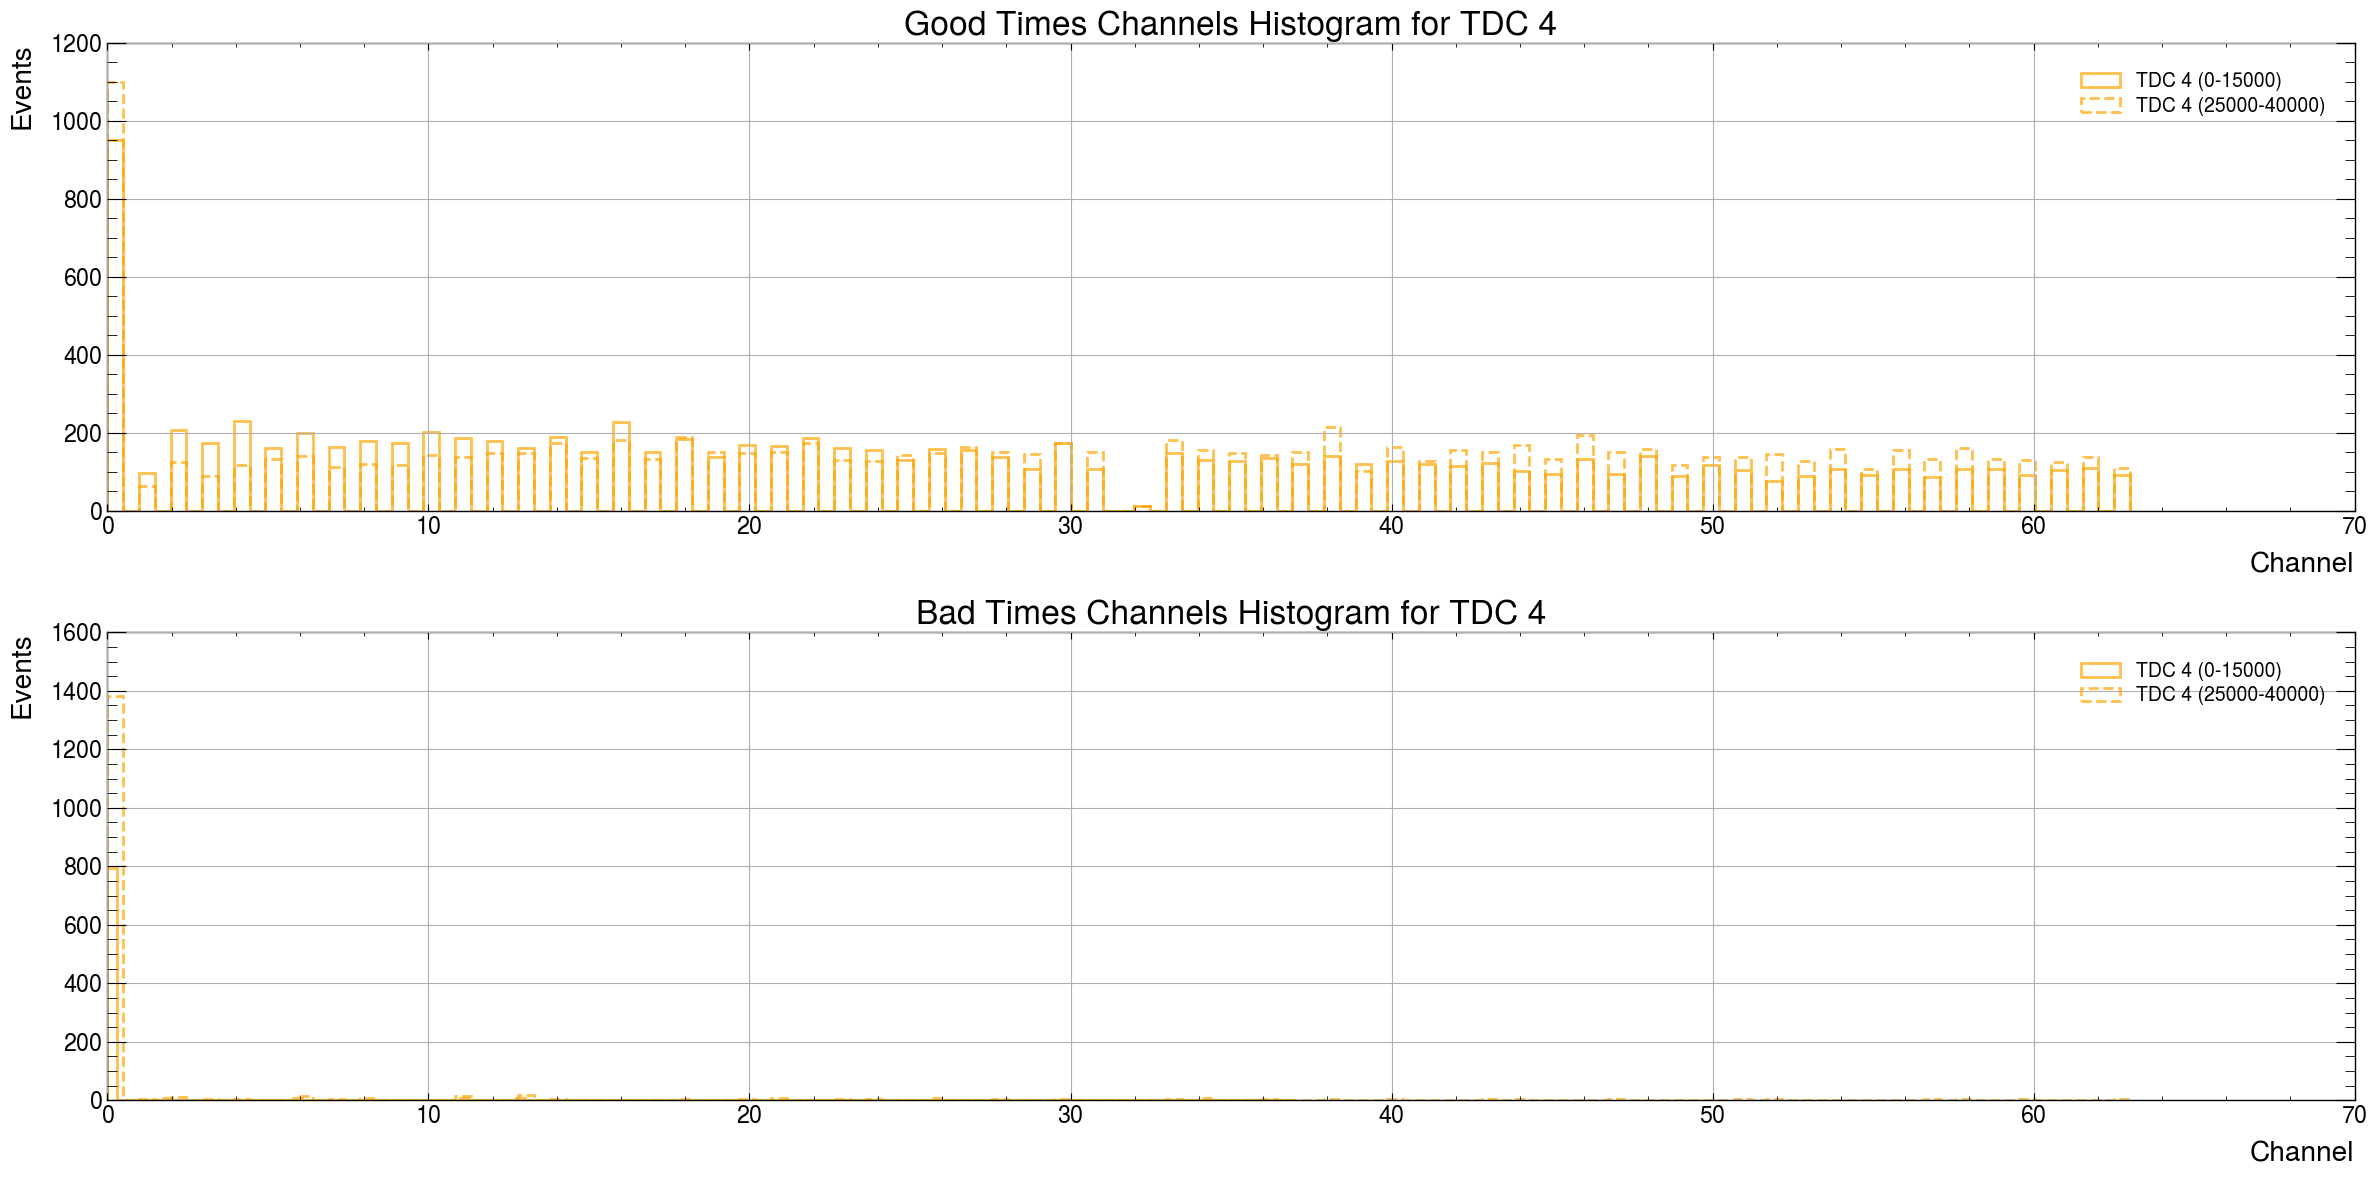 Good Times Channels Histogram for TDC 4
Events
1200
1000
800
600
400
200
0
TDC 4 (0-15000)
TDC 4 (25000-40000)
0 10 20 30 40 50 60 70
Channel
Bad Times Channels Histogram for TDC 4
Events
1600
1400
1200
1000
800
600
400
200
0
TDC 4 (0-15000)
TDC 4 (25000-40000)
0 10 20 30 40 50 60 70
Channel